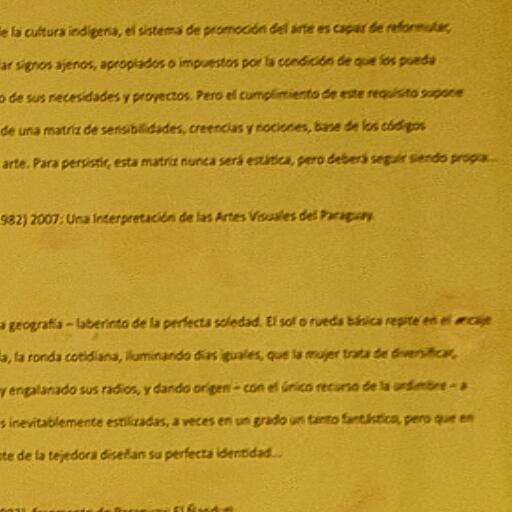 de la cultura indígena, el sistema de promoción del arte es capaz de reformular,
ar signos ajenos, apropiados o impuestos por la condición de que los pueda
o de sus necesidades y proyectos. Pero el cumplimiento de este requisito supone
de una matriz de sensibilidades, creencias y nociones, base de los códigos
arte. Para persistir, esta matriz nunca será estática, pero deberá seguir siendo propia...
982) 2007: Una Interpretación de las Artes Visuales del Paraguay.
a geografía – laberinto de la perfecta soledad. El sol o rueda básica repite en el encaje
a, la ronda cotidiana, iluminando días iguales, que la mujer trata de diversificar,
y engalanado sus radios, y dando origen – con el único recurso de la urdimbre – a
s inevitablemente estilizadas, a veces en un grado un tanto fantástico, pero que en
te de la tejedora diseñan su perfecta identidad...